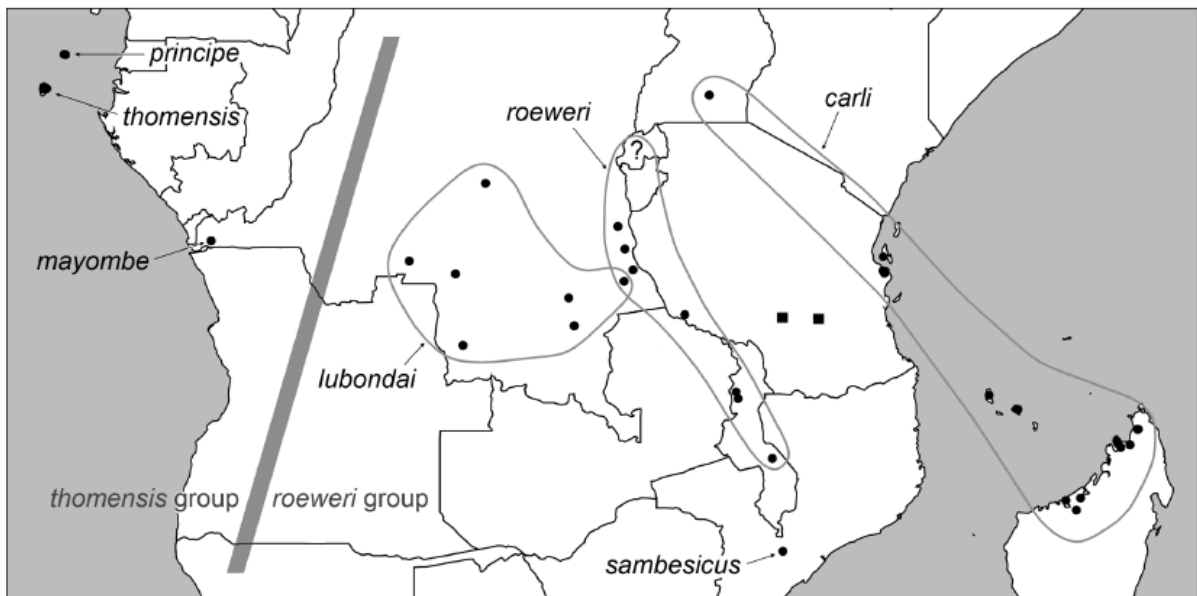 principe
thomensis
roeweri
carli
?
mayombe
lubondai
thomensis group
roeweri group
sambesicus